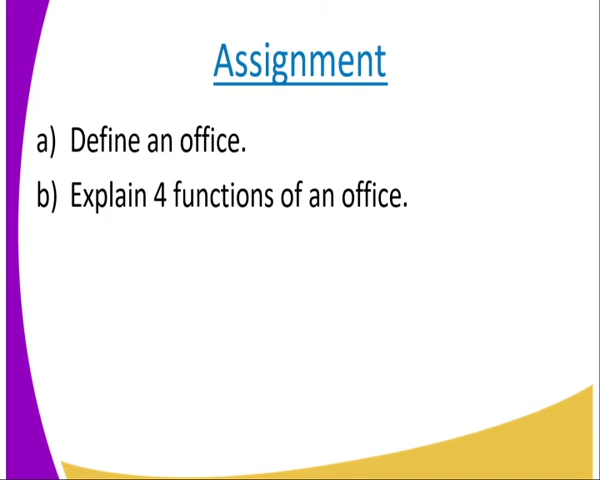 Assignment
a) Define an office.
b) Explain 4 functions of an office.